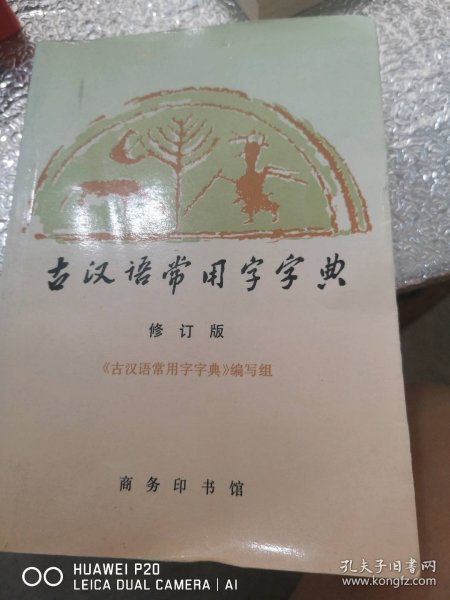 古汉语常用字字典
修订版
《古汉语常用字字典》编写组
商务印书馆
HUAWEI P20
LEICA DUAL CAMERA | AI
孔夫子旧书网
www.kongfz.com